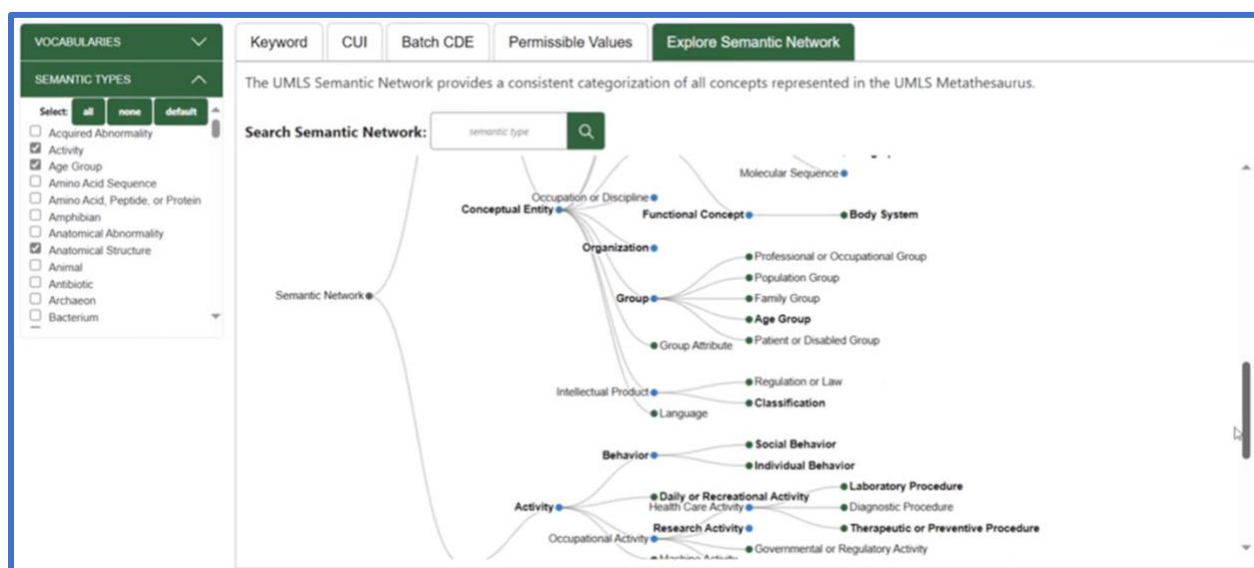 VOCABULARIES
SEMANTIC TYPES
Select: all none default
Acquired Abnormality
Activity
Age Group
Amino Acid Sequence
Amino Acid, Peptide, or Protein
Amphibian
Anatomical Abnormality
Anatomical Structure
Animal
Antibiotic
Archaeon
Bacterium
Keyword CUI Batch CDE Permissible Values Explore Semantic Network
The UMLS Semantic Network provides a consistent categorization of all concepts represented in the UMLS Metathesaurus.
Search Semantic Network: semantic type
Molecular Sequence
Occupation or Discipline
Conceptual Entity
Functional Concept
Body System
Organization
Professional or Occupational Group
Population Group
Semantic Network
Group
Family Group
Age Group
Group Attribute
Patient or Disabled Group
Regulation or Law
Intellectual Product
Classification
Language
Social Behavior
Behavior
Individual Behavior
Laboratory Procedure
Daily or Recreational Activity
Activity
Health Care Activity
Diagnostic Procedure
Research Activity
Therapeutic or Preventive Procedure
Occupational Activity
Governmental or Regulatory Activity
Machine Activity